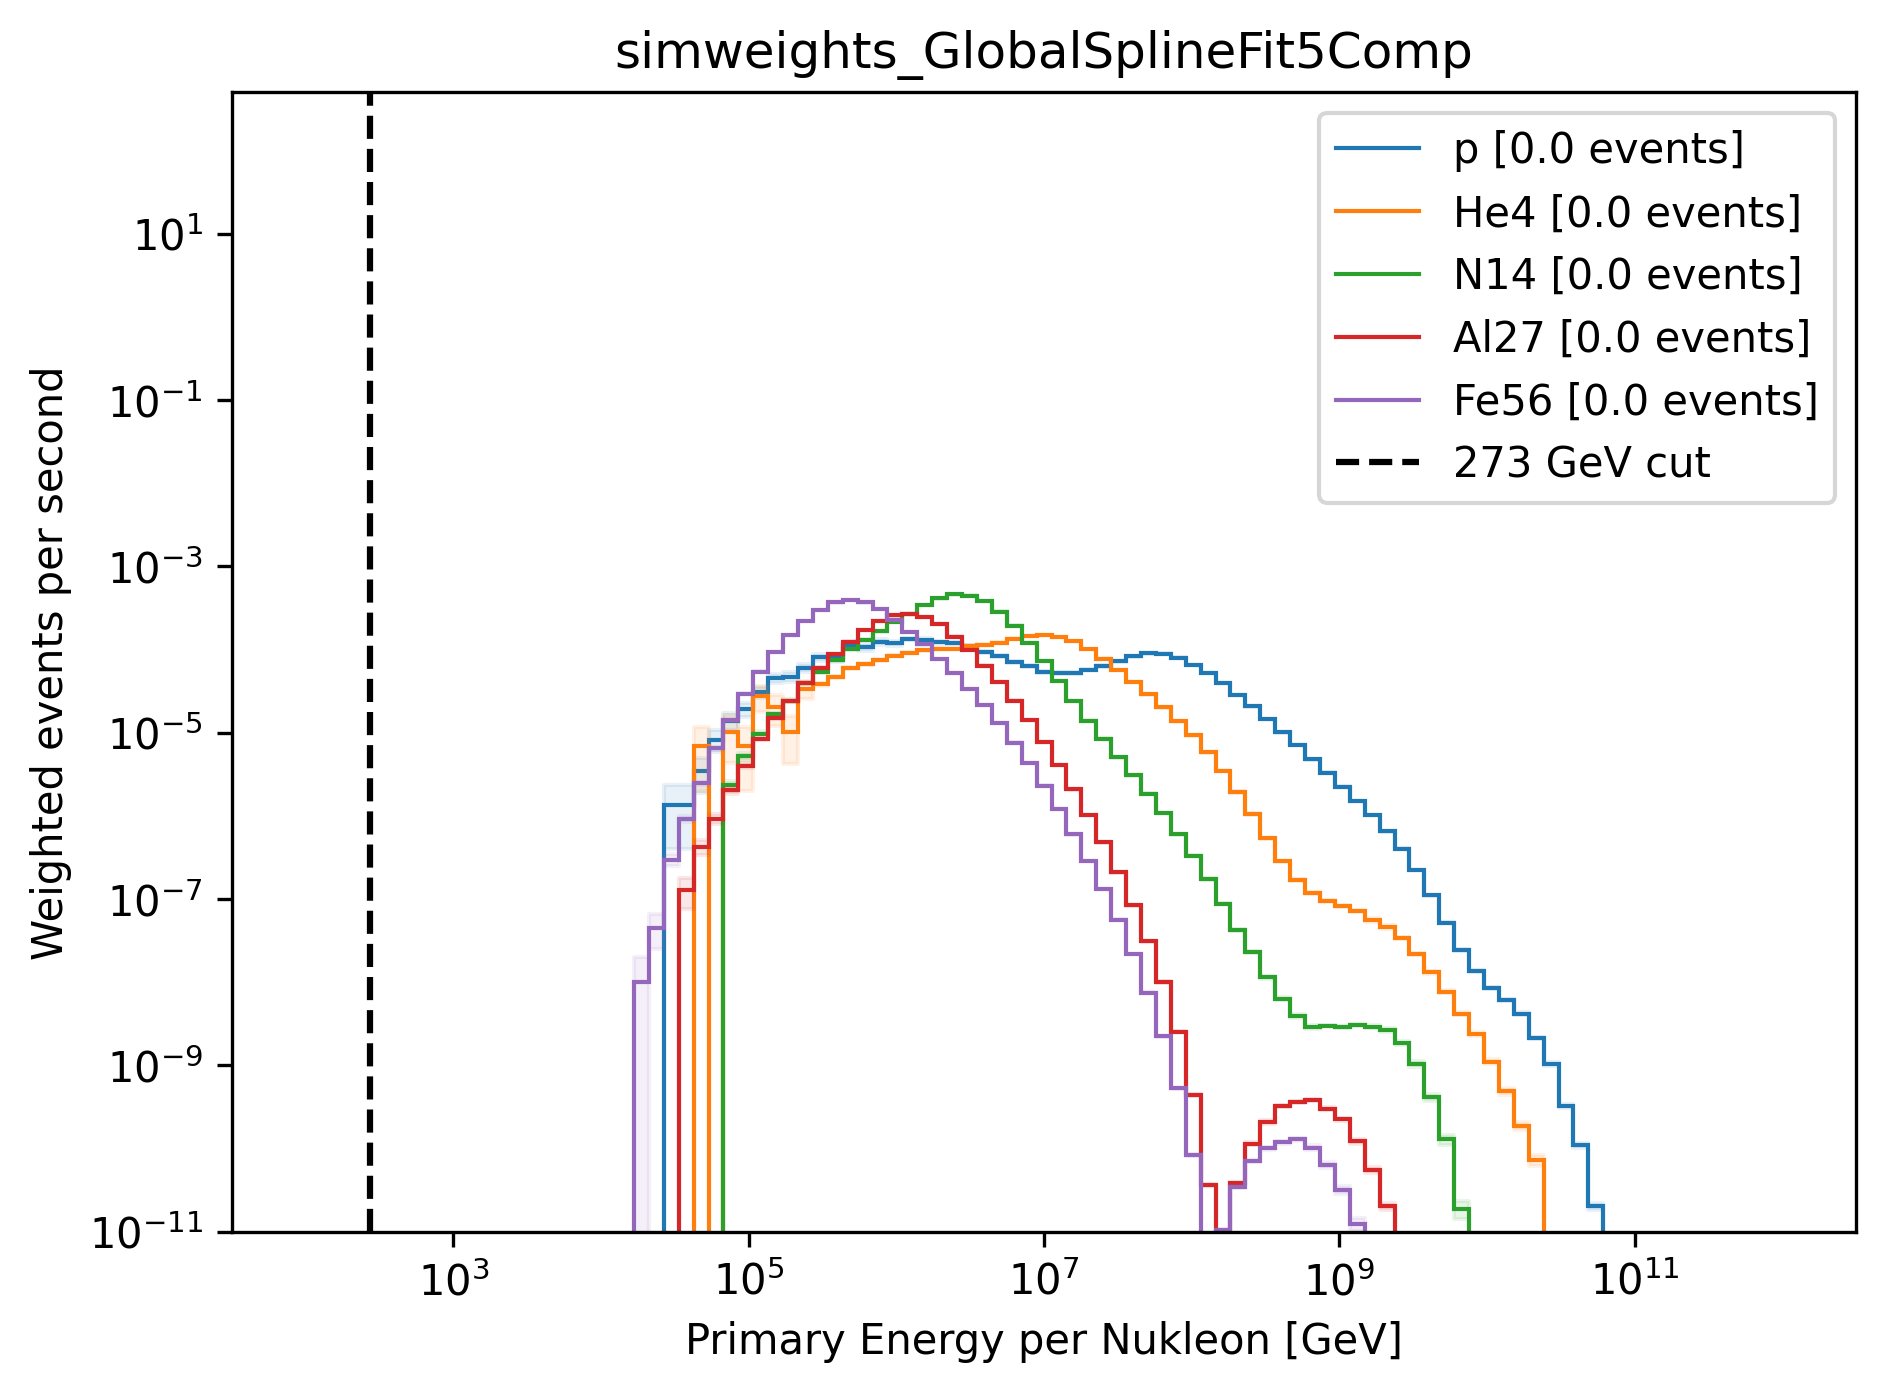 simweights_GlobalSplineFit5Comp
p [0.0 events]
He4 [0.0 events]
N14 [0.0 events]
Al27 [0.0 events]
Fe56 [0.0 events]
273 GeV cut
Weighted events per second
10¹
10⁻¹
10⁻³
10⁻⁵
10⁻⁷
10⁻⁹
10⁻¹¹
10³ 10⁵ 10⁷ 10⁹ 10¹¹
Primary Energy per Nukleon [GeV]